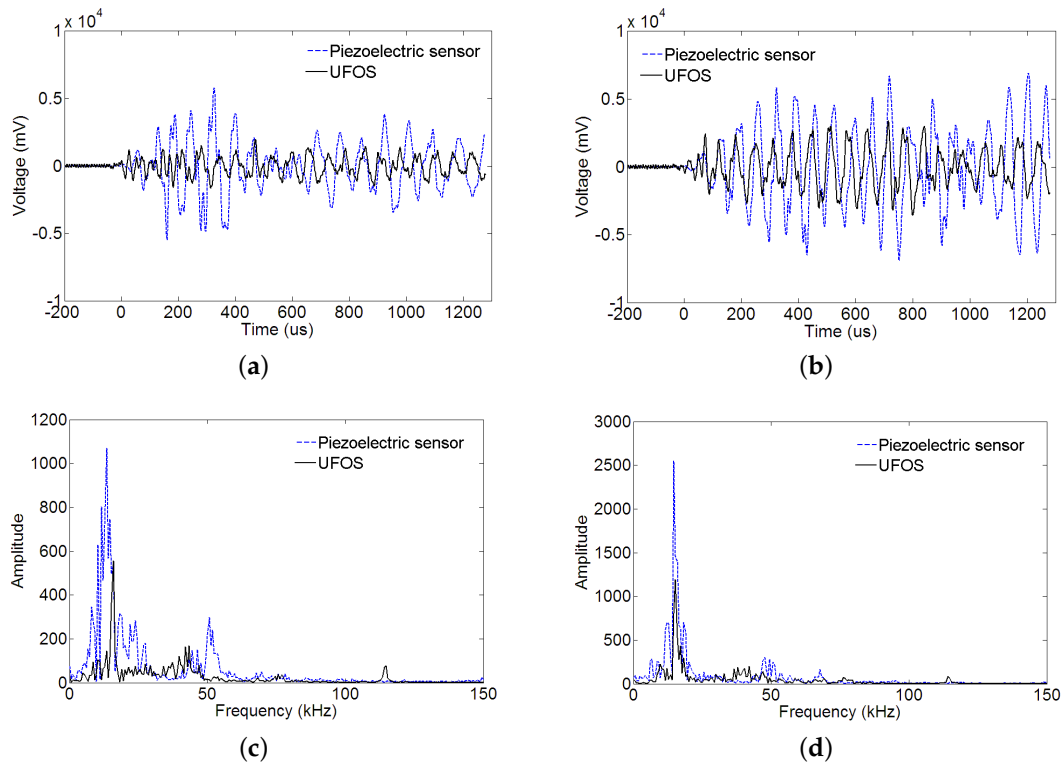 1 x 10^4
Piezoelectric sensor
UFOS
0.5
0
-0.5
-1
Voltage (mV)
-200 0 200 400 600 800 1000 1200
Time (us)
(a)
1 x 10^4
Piezoelectric sensor
UFOS
0.5
0
-0.5
-1
Voltage (mV)
-200 0 200 400 600 800 1000 1200
Time (us)
(b)
1200
1000
800
600
400
200
0
Piezoelectric sensor
UFOS
Amplitude
0 50 100 150
Frequency (kHz)
(c)
3000
2500
2000
1500
1000
500
0
Piezoelectric sensor
UFOS
Amplitude
0 50 100 150
Frequency (kHz)
(d)